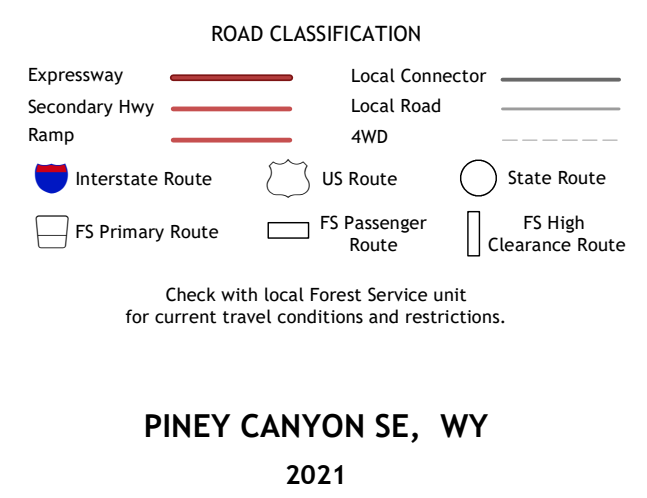 ROAD CLASSIFICATION
Expressway
Local Connector
Secondary Hwy
Local Road
Ramp
4WD
Interstate Route
US Route
State Route
FS Primary Route
FS Passenger
Route
FS High
Clearance Route
Check with local Forest Service unit
for current travel conditions and restrictions.
PINEY CANYON SE, WY
2021